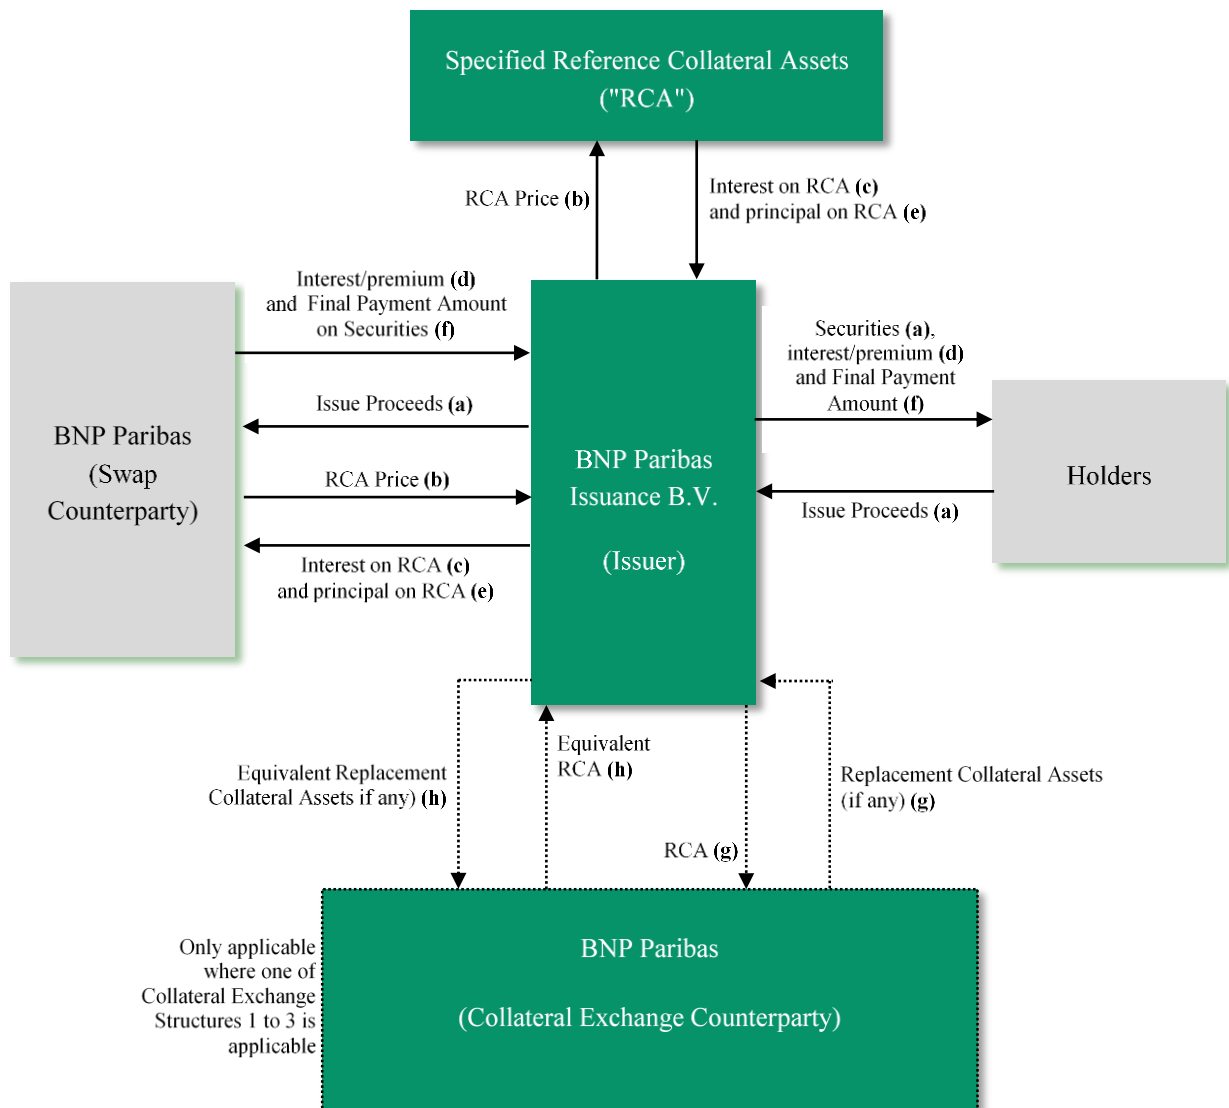 Specified Reference Collateral Assets
("RCA")
RCA Price (b)
Interest on RCA (c)
and principal on RCA (e)
Interest/premium (d)
and Final Payment Amount
on Securities (f)
Issue Proceeds (a)
RCA Price (b)
Interest on RCA (c)
and principal on RCA (e)
BNP Paribas
(Swap
Counterparty)
BNP Paribas
Issuance B.V.
(Issuer)
Securities (a),
interest/premium (d)
and Final Payment
Amount (f)
Issue Proceeds (a)
Holders
Equivalent Replacement
Collateral Assets if any) (h)
Equivalent
RCA (h)
RCA (g)
Replacement Collateral Assets
(if any) (g)
Only applicable
where one of
Collateral Exchange
Structures 1 to 3 is
applicable
BNP Paribas
(Collateral Exchange Counterparty)